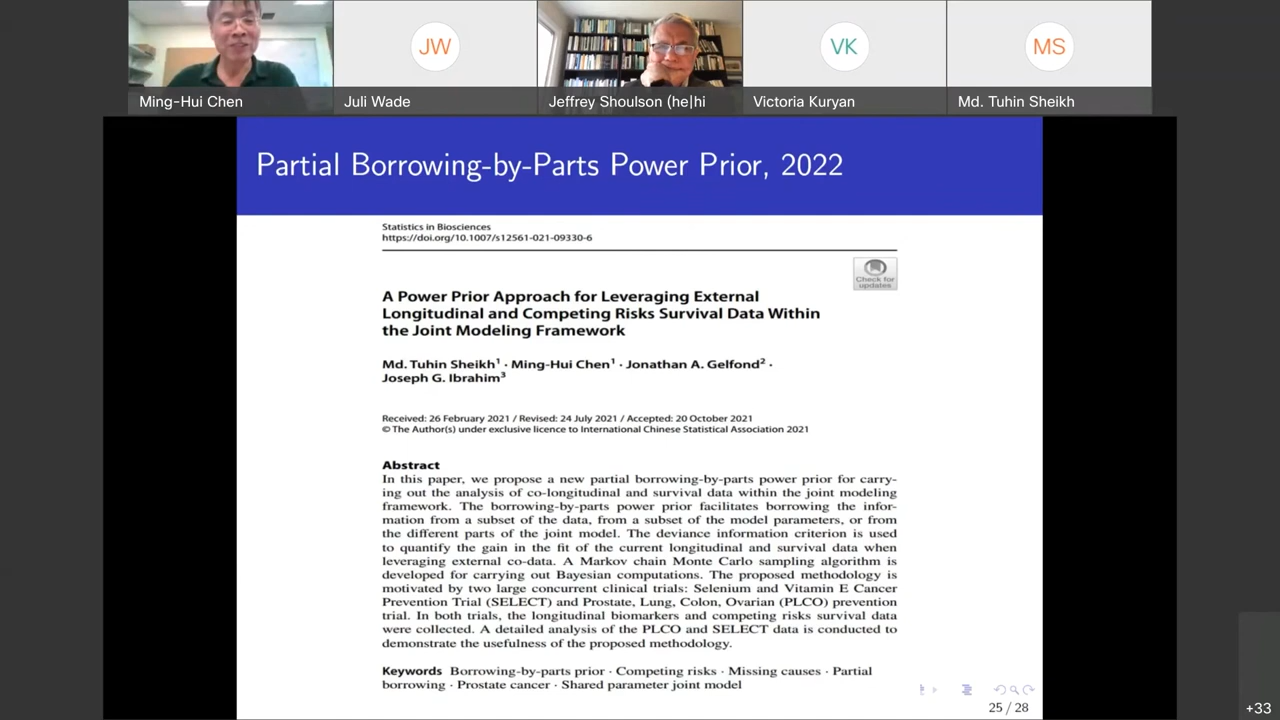 JW
VK
MS
Ming-Hui Chen
Juli Wade
Jeffrey Shoulson (he|hi
Victoria Kuryan
Md. Tuhin Sheikh
Partial Borrowing-by-Parts Power Prior, 2022
Statistics in Biosciences
https://doi.org/10.1007/s12561-021-09330-6
Check for
updates
A Power Prior Approach for Leveraging External
Longitudinal and Competing Risks Survival Data Within
the Joint Modeling Framework
Md. Tuhin Sheikh1 · Ming-Hui Chen1 · Jonathan A. Gelfond2 ·
Joseph G. Ibrahim3
Received: 26 February 2021 / Revised: 24 July 2021 / Accepted: 20 October 2021
© The Author(s) under exclusive licence to International Chinese Statistical Association 2021
Abstract
In this paper, we propose a new partial borrowing-by-parts power prior for carry-
ing out the analysis of co-longitudinal and survival data within the joint modeling
framework. The borrowing-by-parts power prior facilitates borrowing the infor-
mation from a subset of the data, from a subset of the model parameters, or from
the different parts of the joint model. The deviance information criterion is used
to quantify the gain in the fit of the current longitudinal and survival data when
leveraging external co-data. A Markov chain Monte Carlo sampling algorithm is
developed for carrying out Bayesian computations. The proposed methodology is
motivated by two large concurrent clinical trials: Selenium and Vitamin E Cancer
Prevention Trial (SELECT) and Prostate, Lung, Colon, Ovarian (PLCO) prevention
trial. In both trials, the longitudinal biomarkers and competing risks survival data
were collected. A detailed analysis of the PLCO and SELECT data is conducted to
demonstrate the usefulness of the proposed methodology.
Keywords Borrowing-by-parts prior · Competing risks · Missing causes · Partial
borrowing · Prostate cancer · Shared parameter joint model
25 / 28
+33